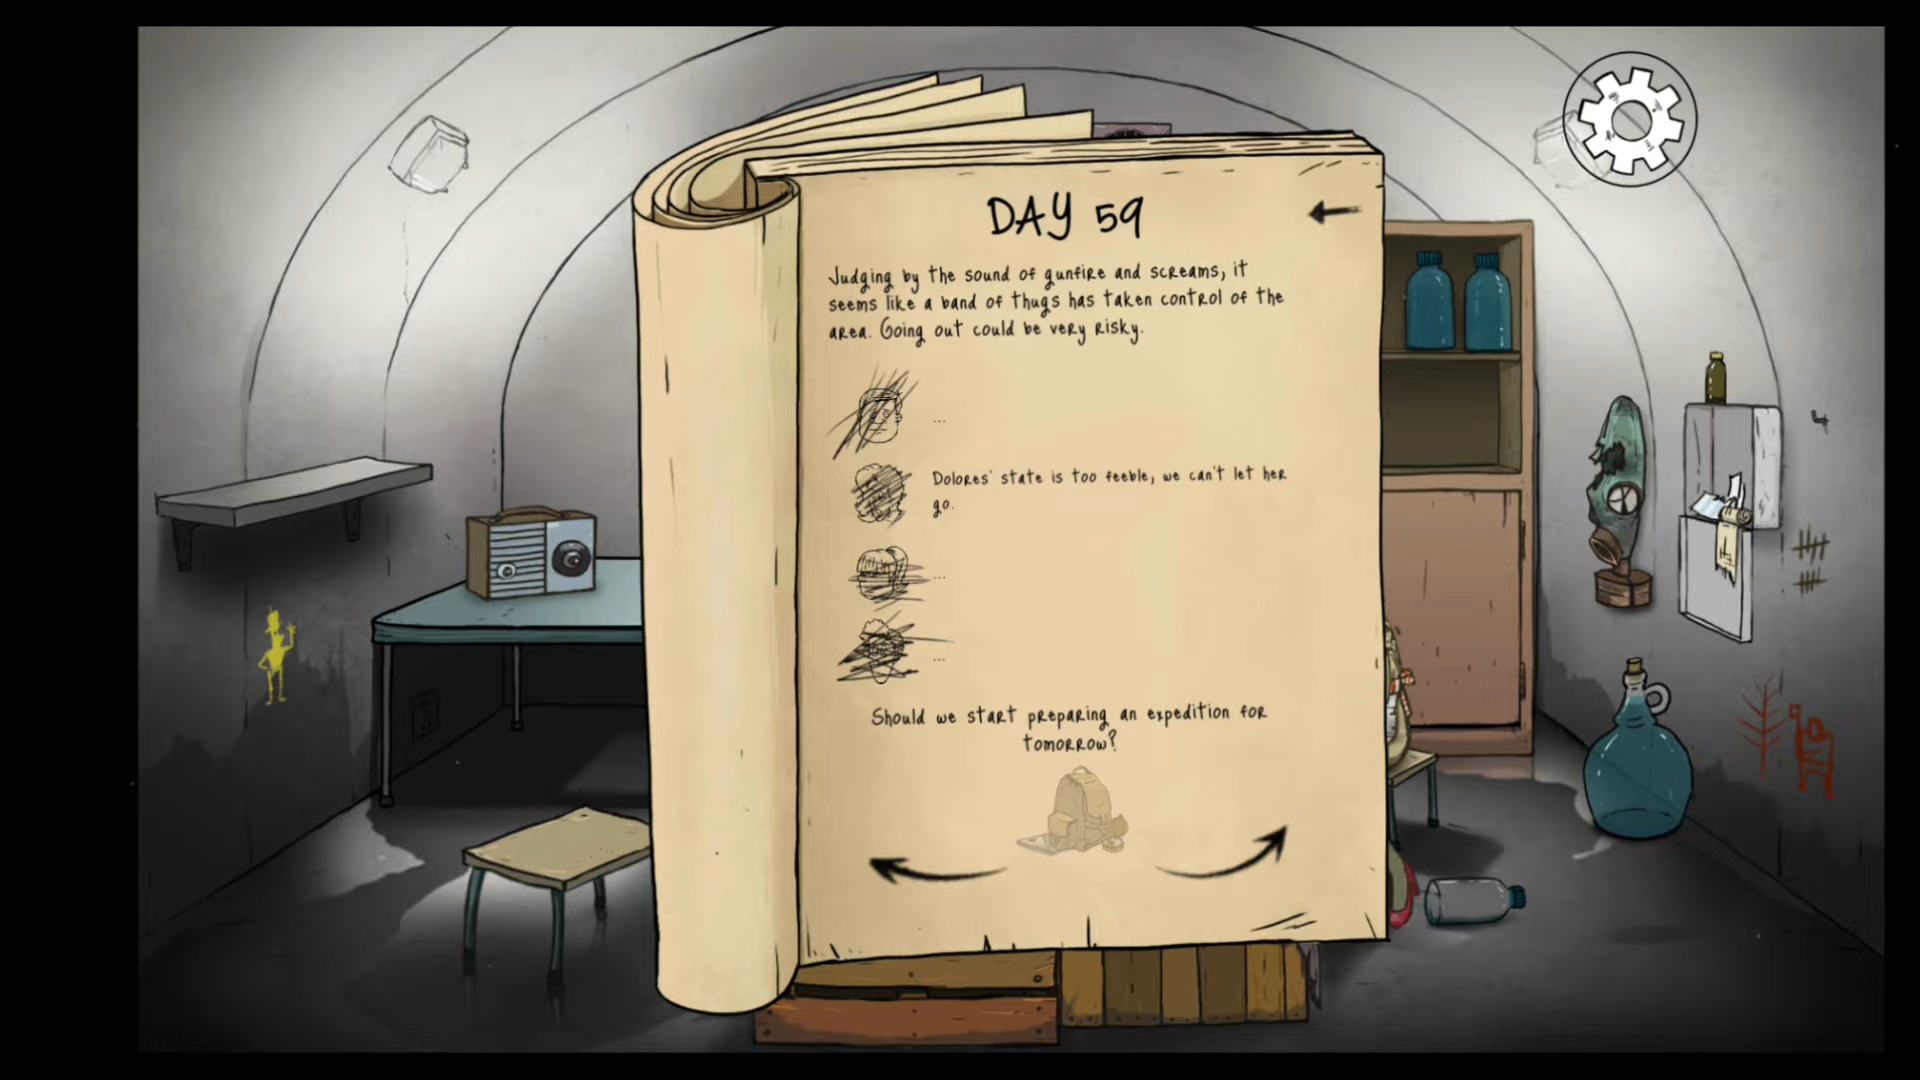 DAY 59
Judging by the sound of gunfire and screams, it
seems like a band of thugs has taken control of the
area. Going out could be very risky.
...
Dolores' state is too feeble, we can't let her
go.
...
...
Should we start preparing an expedition for
tomorrow?